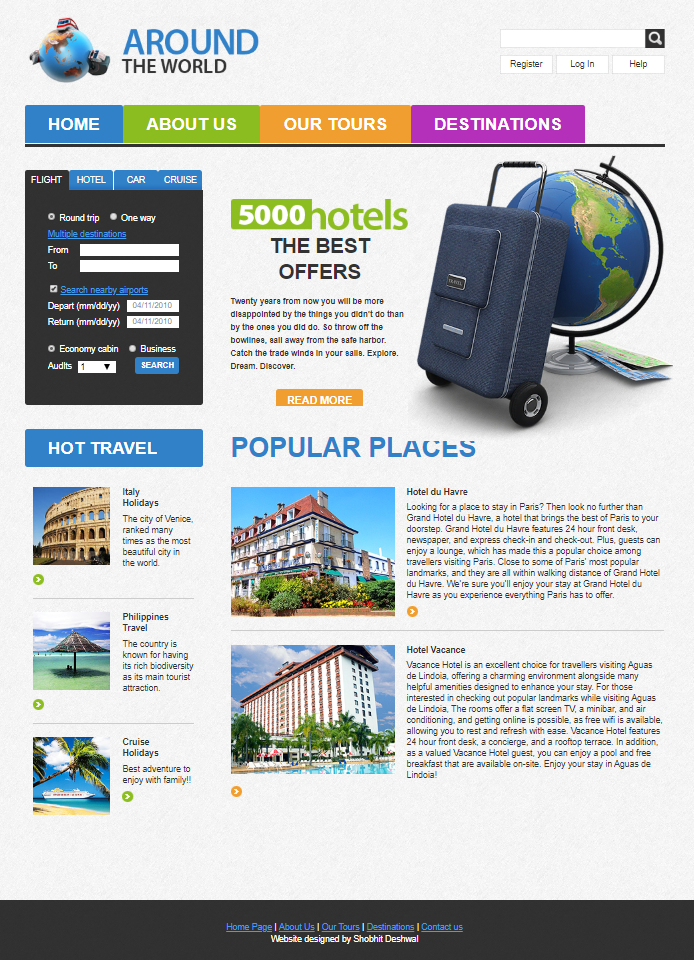 AROUND
THE WORLD
Register
Log In
Help
HOME
ABOUT US
OUR TOURS
DESTINATIONS
FLIGHT
HOTEL
CAR
CRUISE
Round trip
One way
Multiple destinations
From
To
Search nearby airports
Depart (mm/dd/yy) 04/11/2010
Return (mm/dd/yy) 04/11/2010
Economy cabin
Business
Audlts 1
SEARCH
5000hotels
THE BEST
OFFERS
Twenty years from now you will be more
disappointed by the things you didn't do than
by the ones you did do. So throw off the
bowlines, sail away from the safe harbor.
Catch the trade winds in your sails. Explore.
Dream. Discover.
READ MORE
TRAVEL
HOT TRAVEL
Italy
Holidays
The city of Venice,
ranked many
times as the most
beautiful city in
the world.
Philippines
Travel
The country is
known for having
its rich biodiversity
as its main tourist
attraction.
Cruise
Holidays
Best adventure to
enjoy with family!!
POPULAR PLACES
Hotel du Havre
Looking for a place to stay in Paris? Then look no further than
Grand Hotel du Havre, a hotel that brings the best of Paris to your
doorstep. Grand Hotel du Havre features 24 hour front desk,
newspaper, and express check-in and check-out. Plus, guests can
enjoy a lounge, which has made this a popular choice among
travellers visiting Paris. Close to some of Paris' most popular
landmarks, and they are all within walking distance of Grand Hotel
du Havre. We're sure you'll enjoy your stay at Grand Hotel du
Havre as you experience everything Paris has to offer.
Hotel Vacance
Vacance Hotel is an excellent choice for travellers visiting Aguas
de Lindoia, offering a charming environment alongside many
helpful amenities designed to enhance your stay. For those
interested in checking out popular landmarks while visiting Aguas
de Lindoia, The rooms offer a flat screen TV, a minibar, and air
conditioning, and getting online is possible, as free wifi is available,
allowing you to rest and refresh with ease. Vacance Hotel features
24 hour front desk, a concierge, and a rooftop terrace. In addition,
as a valued Vacance Hotel guest, you can enjoy a pool and free
breakfast that are available on-site. Enjoy your stay in Aguas de
Lindoia!
Home Page | About Us | Our Tours | Destinations | Contact us
Website designed by Shobhit Deshwal